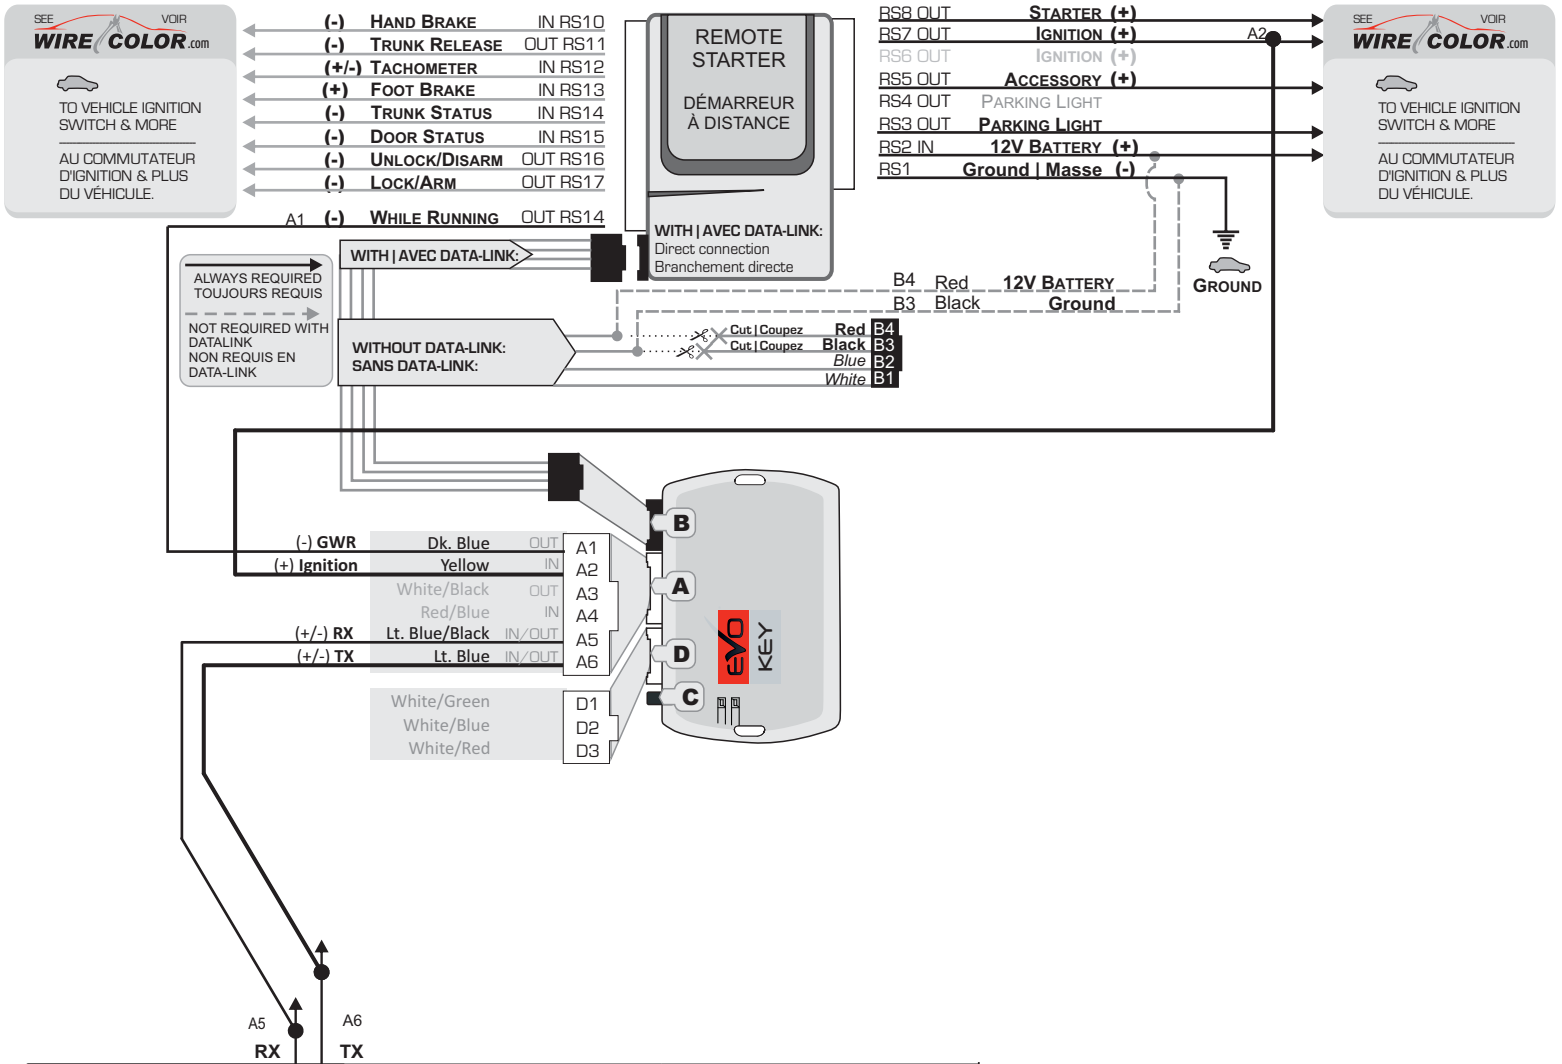 SEE VOIR
WIRE COLOR.com
TO VEHICLE IGNITION
SWITCH & MORE
AU COMMUTATEUR
D'IGNITION & PLUS
DU VÉHICULE.
(-) HAND BRAKE IN RS10
(-) TRUNK RELEASE OUT RS11
(+/-) TACHOMETER IN RS12
(+) FOOT BRAKE IN RS13
(-) TRUNK STATUS IN RS14
(-) DOOR STATUS IN RS15
(-) UNLOCK/DISARM OUT RS16
(-) LOCK/ARM OUT RS17
A1 (-) WHILE RUNNING OUT RS14
REMOTE
STARTER
DÉMARREUR
À DISTANCE
WITH | AVEC DATA-LINK:
Direct connection
Branchement directe
RS8 OUT STARTER (+)
RS7 OUT IGNITION (+) A2
RS6 OUT IGNITION (+)
RS5 OUT ACCESSORY (+)
RS4 OUT PARKING LIGHT
RS3 OUT PARKING LIGHT
RS2 IN 12V BATTERY (+)
RS1 Ground | Masse (-)
SEE VOIR
WIRE COLOR.com
TO VEHICLE IGNITION
SWITCH & MORE
AU COMMUTATEUR
D'IGNITION & PLUS
DU VÉHICULE.
GROUND
WITH | AVEC DATA-LINK:
ALWAYS REQUIRED
TOUJOURS REQUIS
NOT REQUIRED WITH
DATALINK
NON REQUIS EN
DATA-LINK
B4 Red 12V BATTERY
B3 Black Ground
WITHOUT DATA-LINK:
SANS DATA-LINK:
Cut | Coupez Red B4
Cut | Coupez Black B3
Blue B2
White B1
(-) GWR Dk. Blue OUT A1
(+) Ignition Yellow IN A2
White/Black OUT A3
Red/Blue IN A4
(+/-) RX Lt. Blue/Black IN/OUT A5
(+/-) TX Lt. Blue IN/OUT A6
White/Green D1
White/Blue D2
White/Red D3
B
A
D
C
EVO
KEY
A5 A6
RX TX